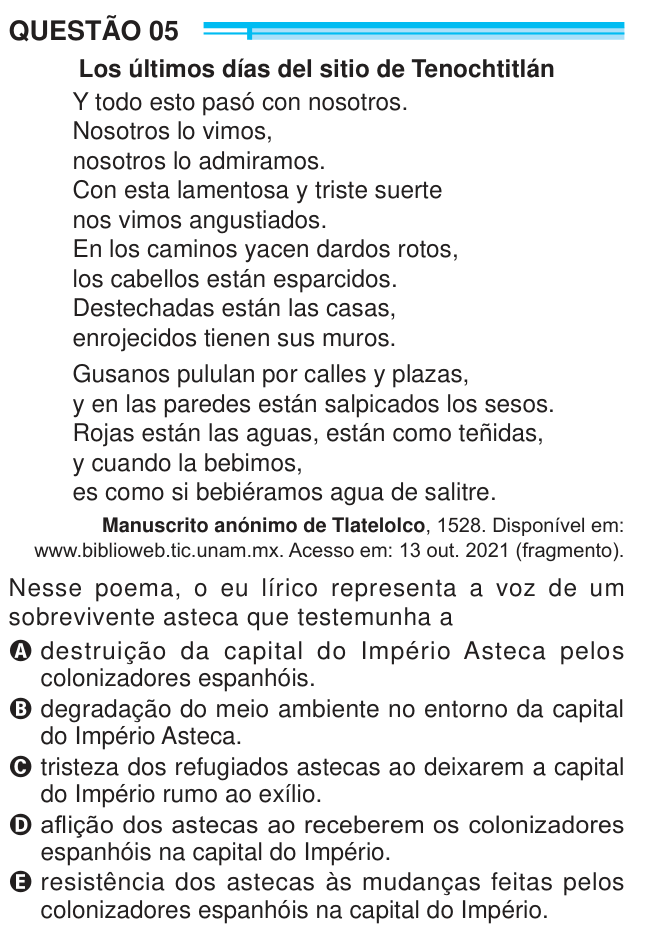 QUESTÃO 05
Los últimos días del sitio de Tenochtitlán
Y todo esto pasó con nosotros.
Nosotros lo vimos,
nosotros lo admiramos.
Con esta lamentosa y triste suerte
nos vimos angustiados.
En los caminos yacen dardos rotos,
los cabellos están esparcidos.
Destechadas están las casas,
enrojecidos tienen sus muros.
Gusanos pululan por calles y plazas,
y en las paredes están salpicados los sesos.
Rojas están las aguas, están como teñidas,
y cuando la bebimos,
es como si bebiéramos agua de salitre.
Manuscrito anónimo de Tlatelolco, 1528. Disponível em:
www.biblioweb.tic.unam.mx. Acesso em: 13 out. 2021 (fragmento).
Nesse poema, o eu lírico representa a voz de um
sobrevivente asteca que testemunha a
A destruição da capital do Império Asteca pelos
colonizadores espanhóis.
B degradação do meio ambiente no entorno da capital
do Império Asteca.
C tristeza dos refugiados astecas ao deixarem a capital
do Império rumo ao exílio.
D aflição dos astecas ao receberem os colonizadores
espanhóis na capital do Império.
E resistência dos astecas às mudanças feitas pelos
colonizadores espanhóis na capital do Império.